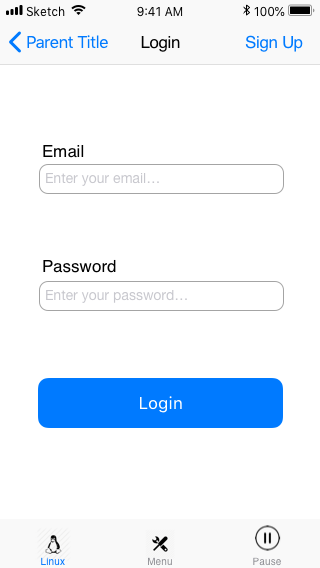 Sketch 9:41 AM 100%
Parent Title Login Sign Up
Email
Enter your email...
Password
Enter your password...
Login
Linux Menu Pause